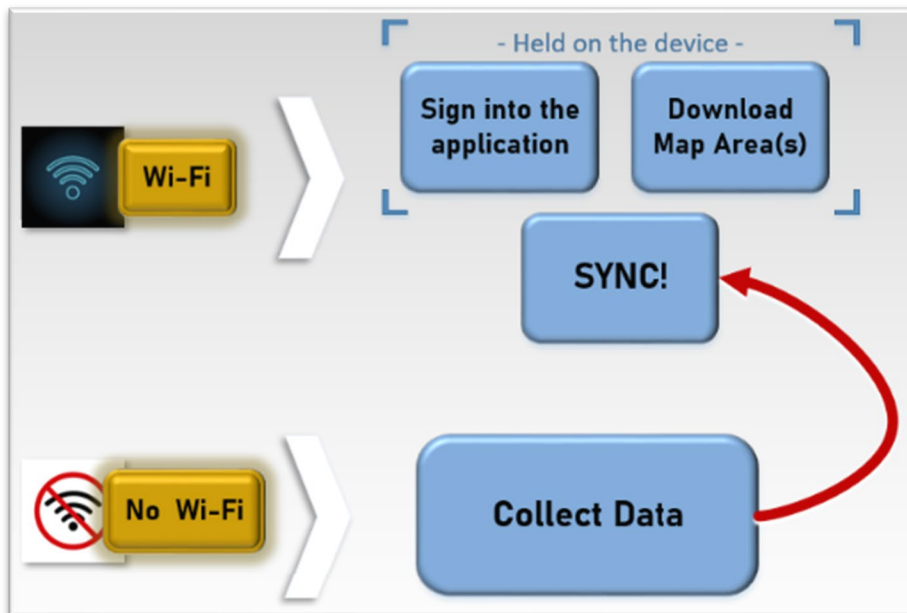 - Held on the device -
Sign into the
application
Download
Map Area(s)
Wi-Fi
SYNC!
No Wi-Fi
Collect Data